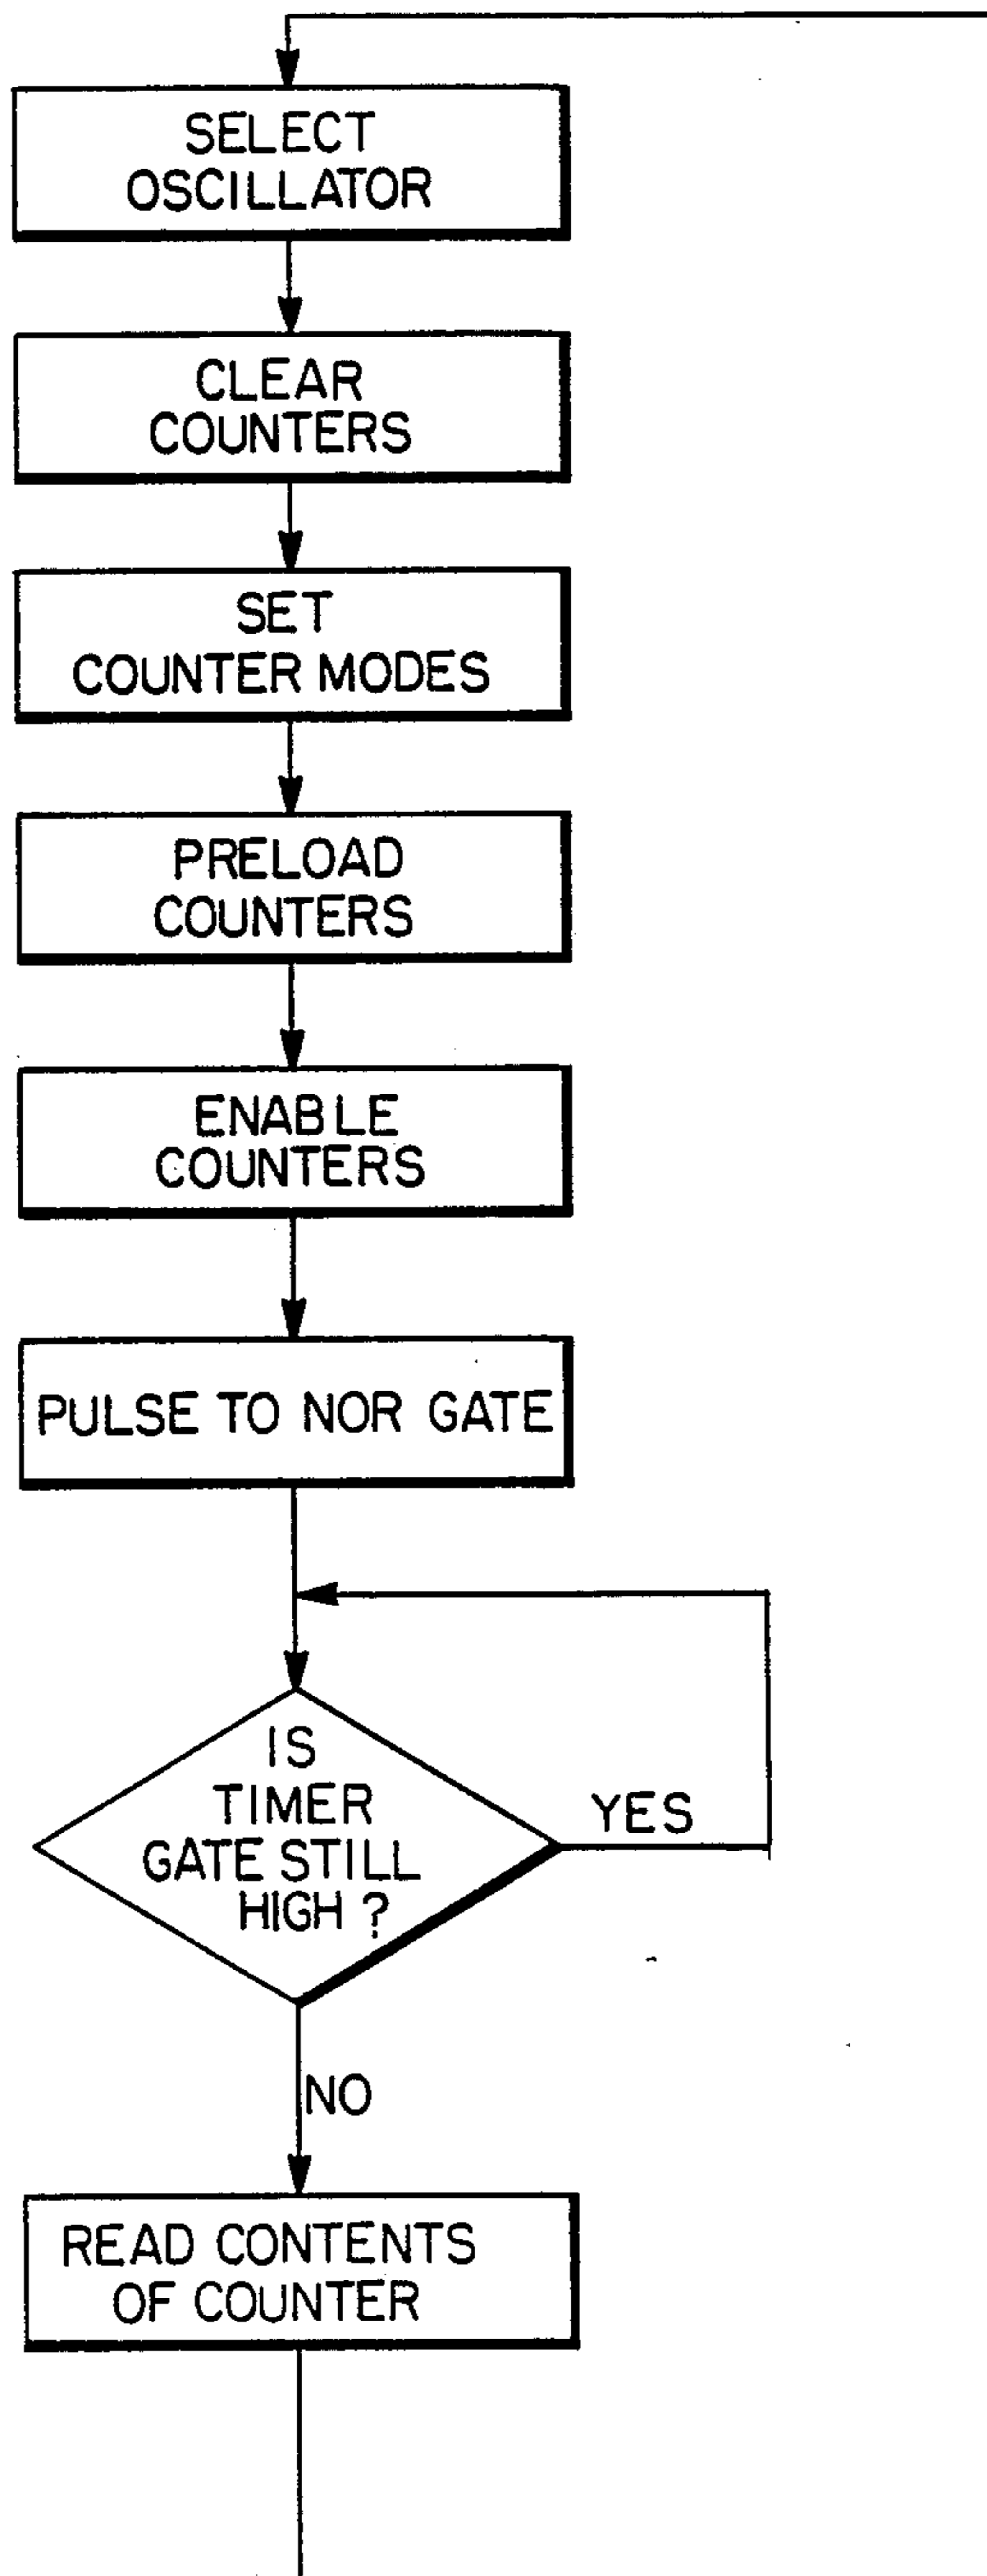 SELECT
OSCILLATOR
CLEAR
COUNTERS
SET
COUNTER MODES
PRELOAD
COUNTERS
ENABLE
COUNTERS
PULSE TO NOR GATE
IS
TIMER
GATE STILL
HIGH ?
YES
NO
READ CONTENTS
OF COUNTER